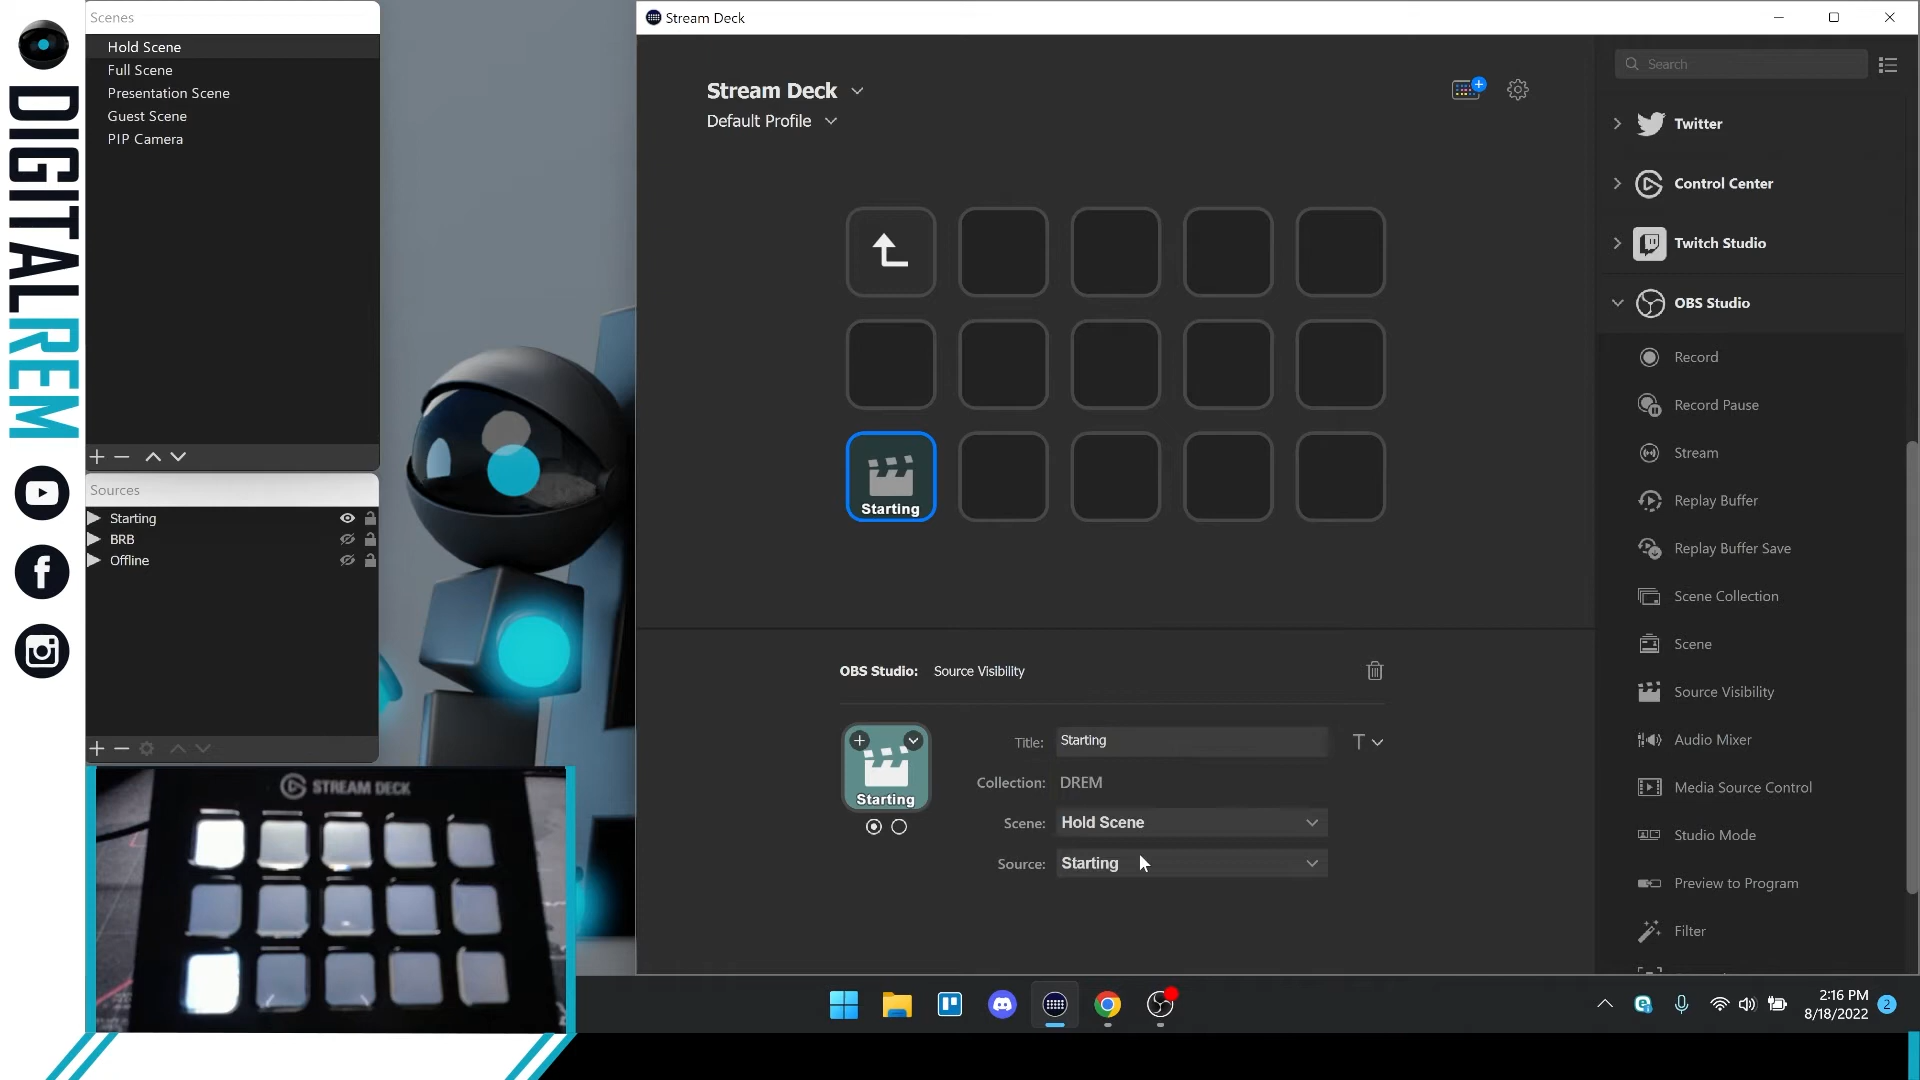 DIGITALREM
Scenes
Hold Scene
Full Scene
Presentation Scene
Guest Scene
PIP Camera
Sources
Starting
BRB
Offline
STREAM DECK
Stream Deck
Stream Deck
Default Profile
Starting
OBS Studio: Source Visibility
Starting
Title: Starting
T
Collection: DREM
Scene: Hold Scene
Source: Starting
Search
Twitter
Control Center
Twitch Studio
OBS Studio
Record
Record Pause
Stream
Replay Buffer
Replay Buffer Save
Scene Collection
Scene
Source Visibility
Audio Mixer
Media Source Control
Studio Mode
Preview to Program
Filter
2:16 PM
8/18/2022
2